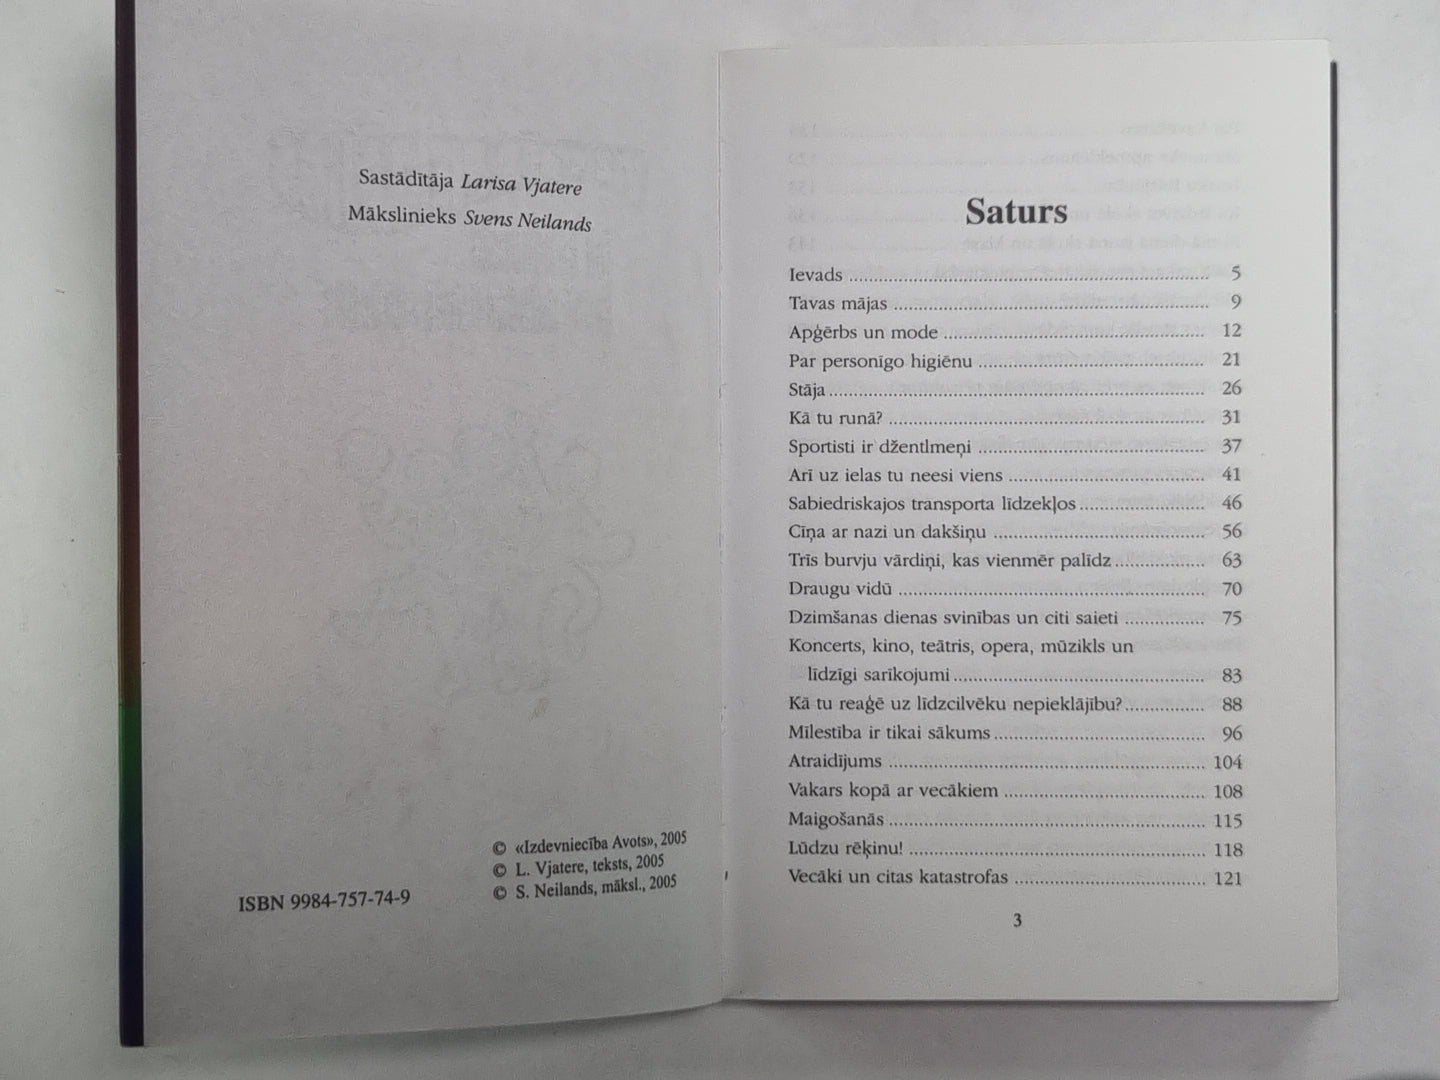 Sastādītāja Larisa Vjatere
Mākslinieks Svens Neilands
ISBN 9984-757-74-9
© «Izdevniecība Avots», 2005
© L. Vjatere, teksts, 2005
© S. Neilands, māksl., 2005
Saturs
Ievads ........................................ 5
Tavas mājas ........................................ 9
Apģērbs un mode ........................................ 12
Par personīgo higiēnu ........................................ 21
Stāja ........................................ 26
Kā tu runā? ........................................ 31
Sportisti ir džentlmeņi ........................................ 37
Arī uz ielas tu neesi viens ........................................ 41
Sabiedriskajos transporta līdzekļos ........................ 46
Cīņa ar nazi un dakšiņu ........................................ 56
Trīs burvju vārdiņi, kas vienmēr palīdz ................ 63
Draugu vidū ........................................ 70
Dzimšanas dienas svinības un citi saieti ................ 75
Koncerts, kino, teātris, opera, mūzikls un
līdzīgi sarīkojumi ........................................ 83
Kā tu reaģē uz līdzcilvēku nepieklājību? ................ 88
Mīlestība ir tikai sākums ........................................ 96
Atraidījums ........................................ 104
Vakars kopā ar vecākiem ........................................ 108
Maigošanās ........................................ 115
Lūdzu rēķinu! ........................................ 118
Vecāki un citas katastrofas ........................................ 121
3